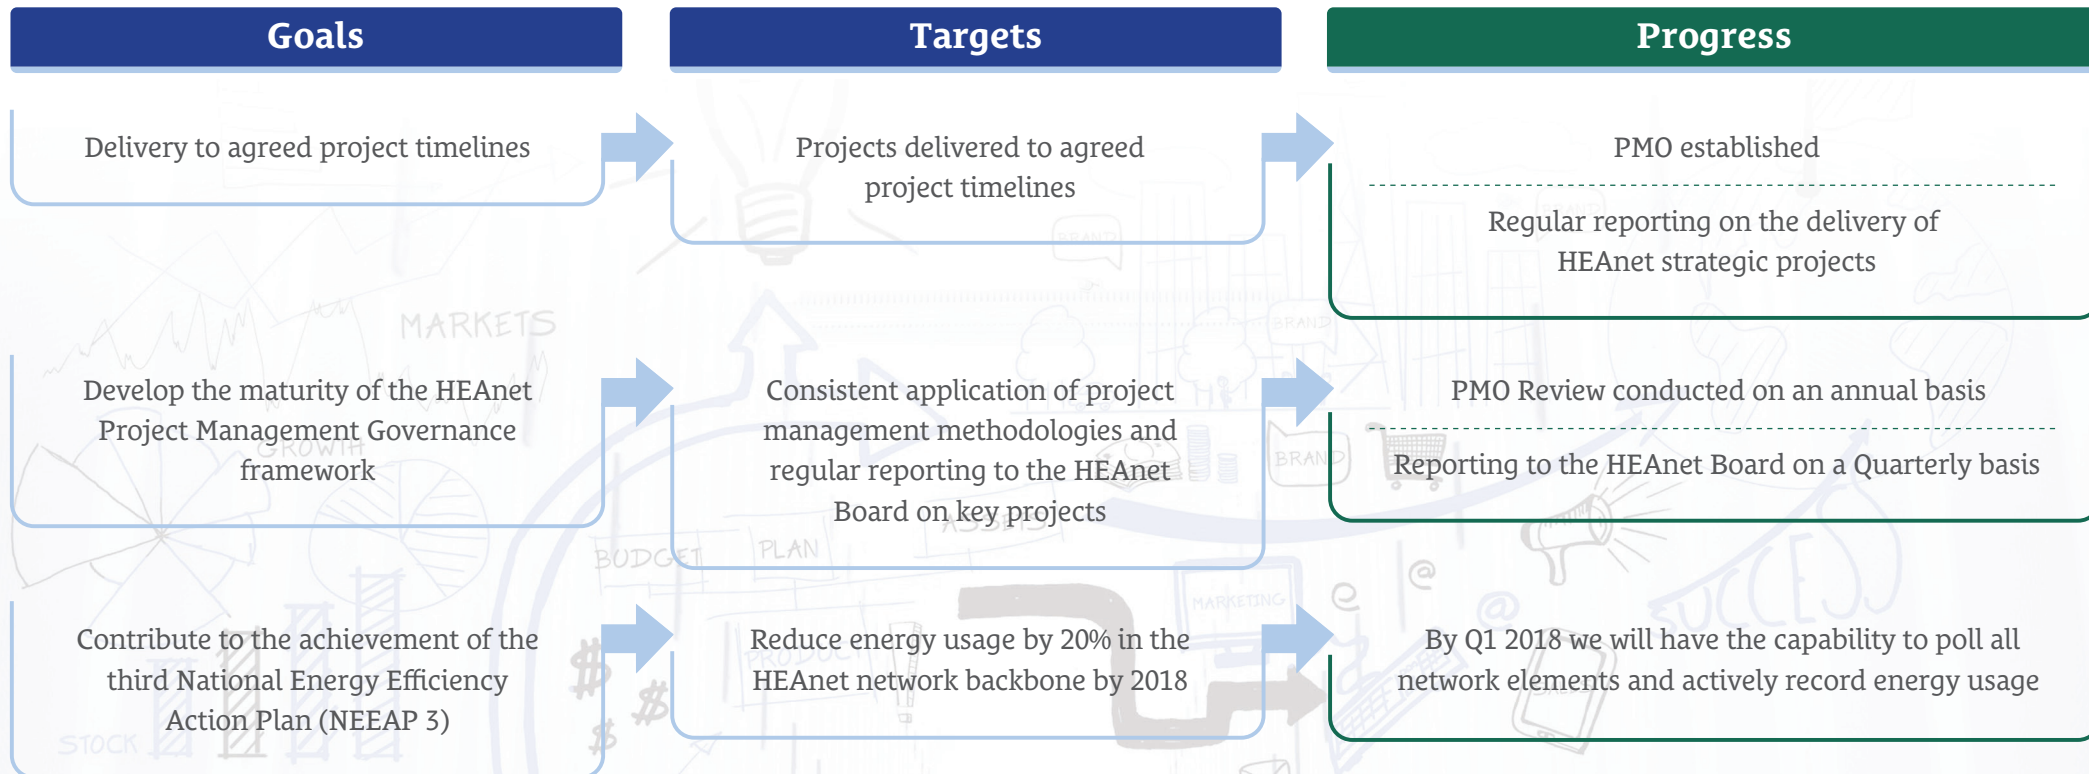 Goals
Targets
Progress
Delivery to agreed project timelines
Projects delivered to agreed
project timelines
PMO established
Regular reporting on the delivery of
HEAnet strategic projects
Develop the maturity of the HEAnet
Project Management Governance
framework
Consistent application of project
management methodologies and
regular reporting to the HEAnet
Board on key projects
PMO Review conducted on an annual basis
Reporting to the HEAnet Board on a Quarterly basis
Contribute to the achievement of the
third National Energy Efficiency
Action Plan (NEEAP 3)
Reduce energy usage by 20% in the
HEAnet network backbone by 2018
By Q1 2018 we will have the capability to poll all
network elements and actively record energy usage
MARKETS
GROWTH
STOCK
BUDGET
PLAN
ASSETS
PRODUCT
MARKETING
BRAND
BRAND
BRAND
BRAND
SUCCESS
$
$
$
$
@
@